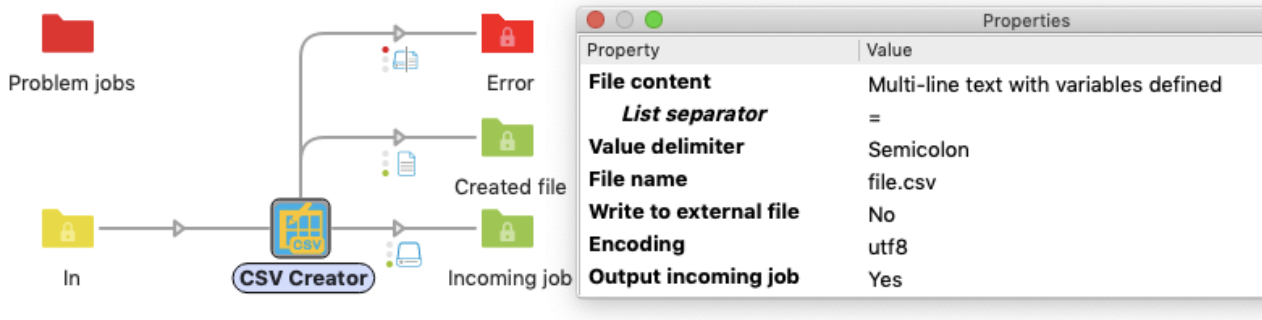 Problem jobs
Error
Created file
In
CSV
CSV Creator
Incoming job
Properties
Property Value
File content Multi-line text with variables defined
List separator =
Value delimiter Semicolon
File name file.csv
Write to external file No
Encoding utf8
Output incoming job Yes